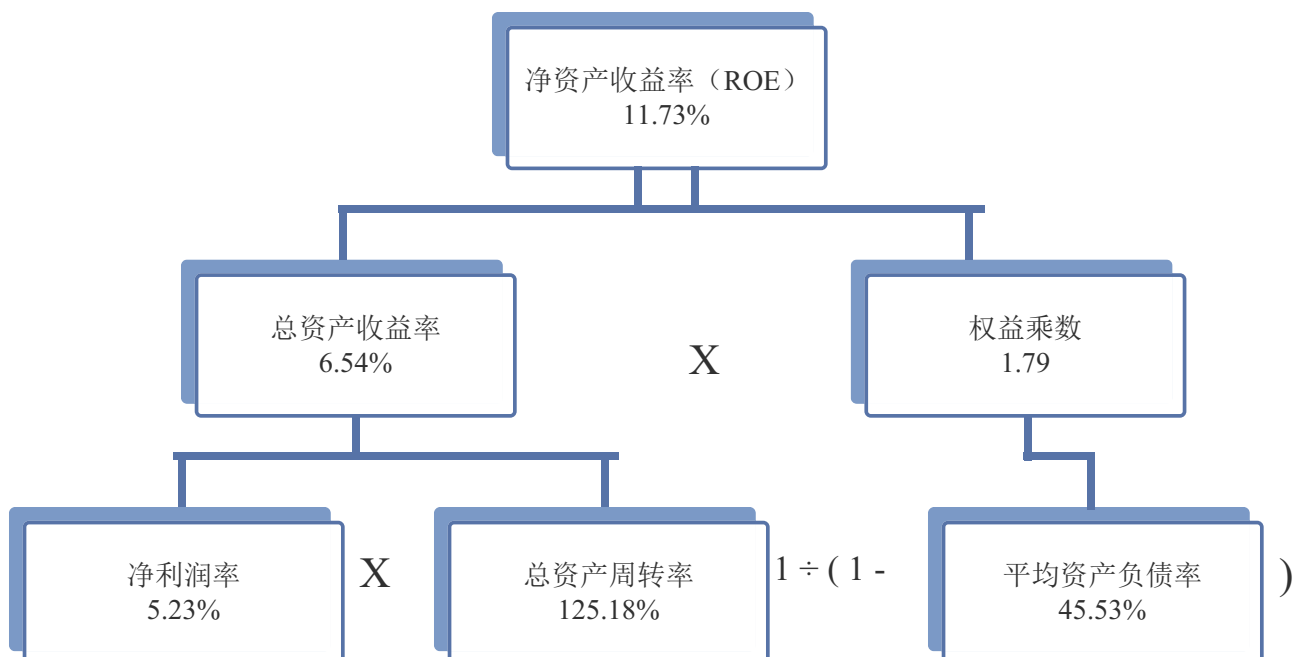 净资产收益率（ROE）
11.73%
总资产收益率
6.54%
X
权益乘数
1.79
净利润率
5.23%
X
总资产周转率
125.18%
1 ÷ ( 1 -
平均资产负债率
45.53%
)